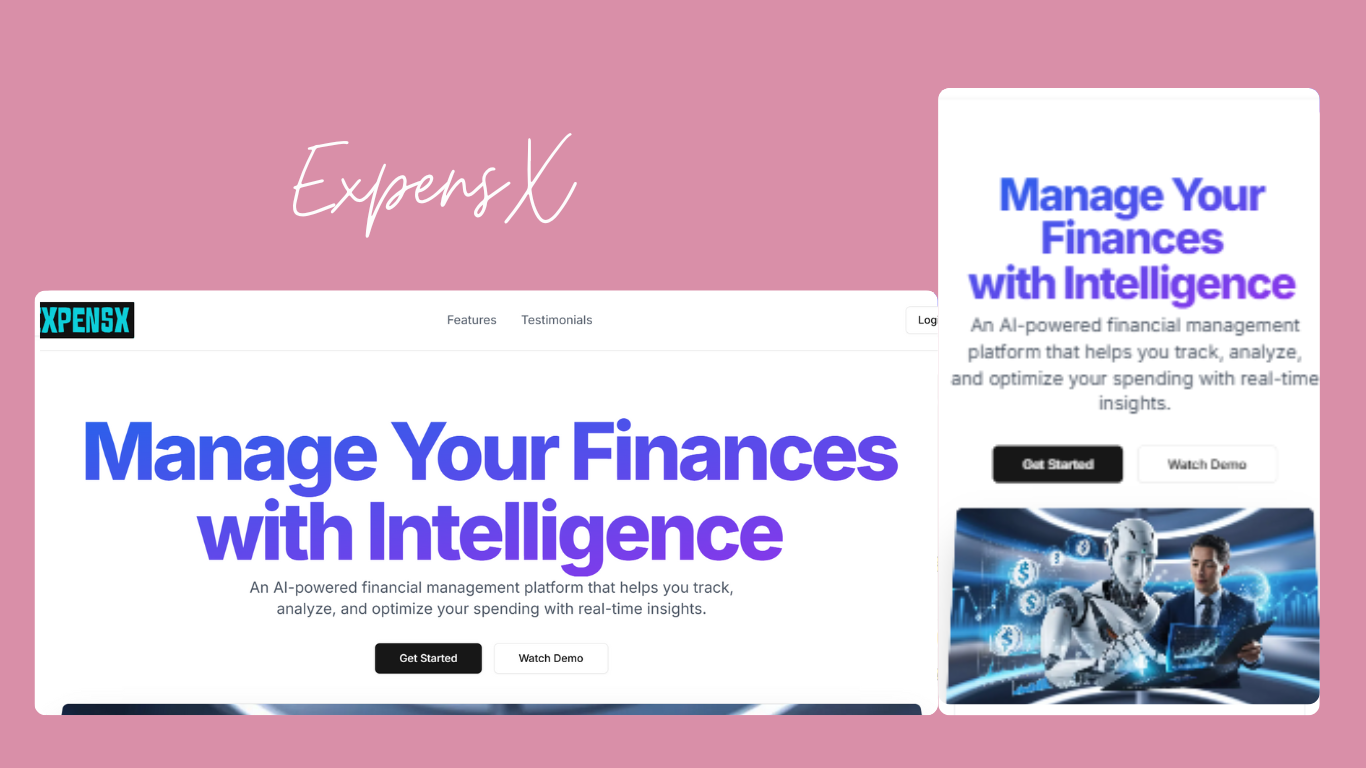 ExpensX
XPENSX
Features
Testimonials
Manage Your Finances
with Intelligence
An AI-powered financial management platform that helps you track,
analyze, and optimize your spending with real-time insights.
Get Started
Watch Demo
Manage Your
Finances
with Intelligence
An AI-powered financial management
platform that helps you track, analyze,
and optimize your spending with real-time
insights.
Get Started
Watch Demo